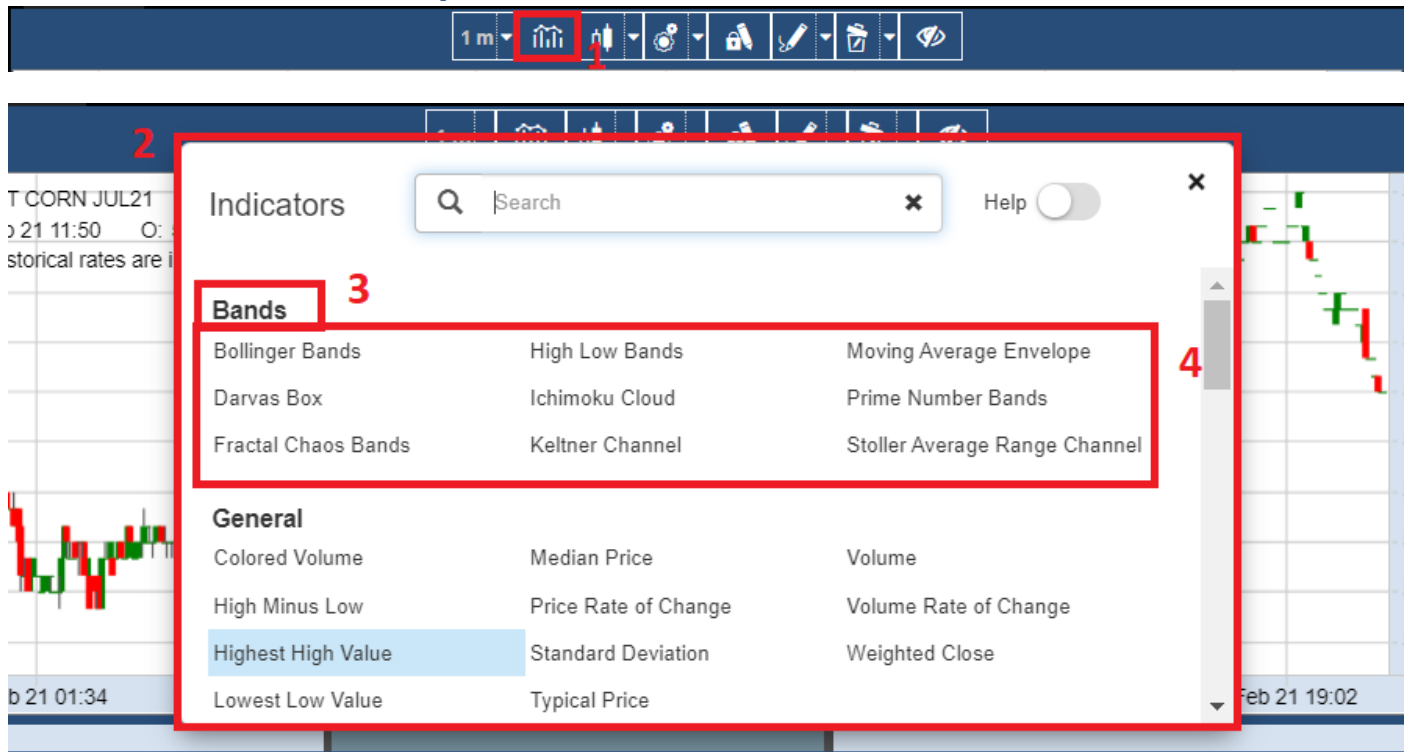 1 m
1
2
T CORN JUL21
21 11:50 O:
storical rates are i
Indicators
Search
Help
3
Bands
Bollinger Bands High Low Bands Moving Average Envelope
4
Darvas Box Ichimoku Cloud Prime Number Bands
Fractal Chaos Bands Keltner Channel Stoller Average Range Channel
General
Colored Volume Median Price Volume
High Minus Low Price Rate of Change Volume Rate of Change
Highest High Value Standard Deviation Weighted Close
Lowest Low Value Typical Price
b 21 01:34
Feb 21 19:02